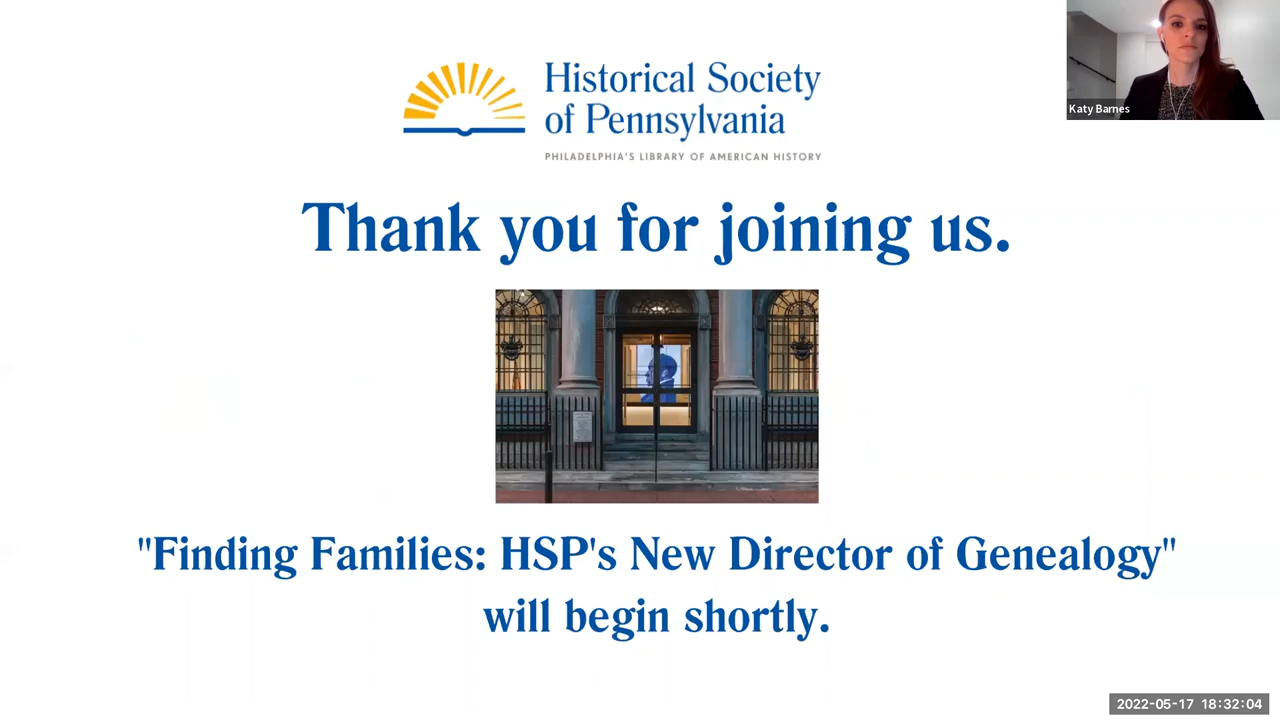 Historical Society
of Pennsylvania
PHILADELPHIA'S LIBRARY OF AMERICAN HISTORY
Katy Barnes
Thank you for joining us.
"Finding Families: HSP's New Director of Genealogy"
will begin shortly.
2022-05-17 18:32:04